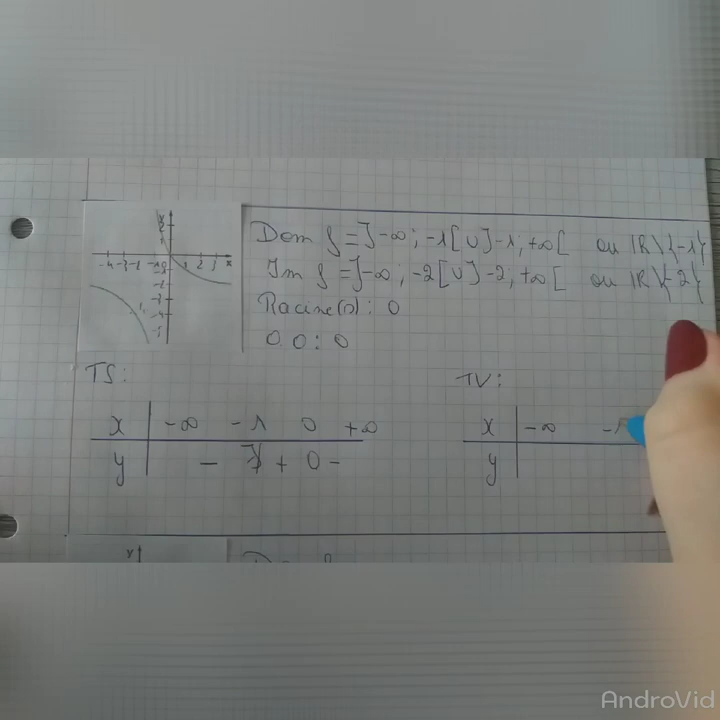 Dom f = ]-∞ ; -1[ ∪ ]-1 ; +∞[ ou ℝ\{-1}
Im f = ]-∞ ; -2[ ∪ ]-2 ; +∞[ ou ℝ\{-2}
Racine(s) : 0
O.O : 0
TS :
TV :
x -∞ -1 0 +∞
y - ∄ + 0 -
x -∞ -1
y
AndroVid